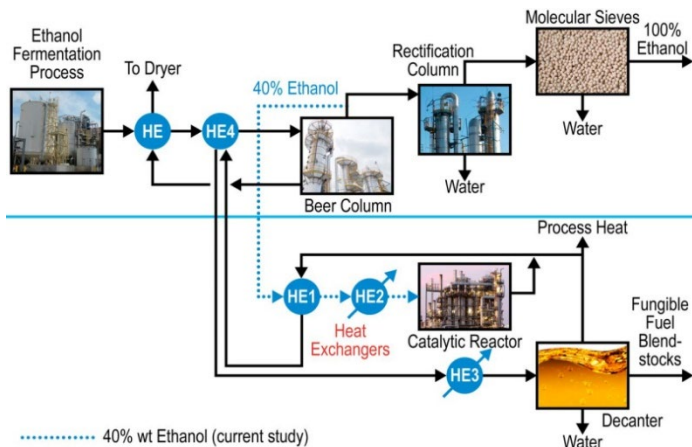 Ethanol
Fermentation
Process
To Dryer
HE
HE4
40% Ethanol
Beer Column
Rectification
Column
Water
Molecular Sieves
100%
Ethanol
Water
Process Heat
HE1
HE2
Heat
Exchangers
Catalytic Reactor
HE3
Fungible
Fuel
Blend-
stocks
Decanter
Water
40% wt Ethanol (current study)